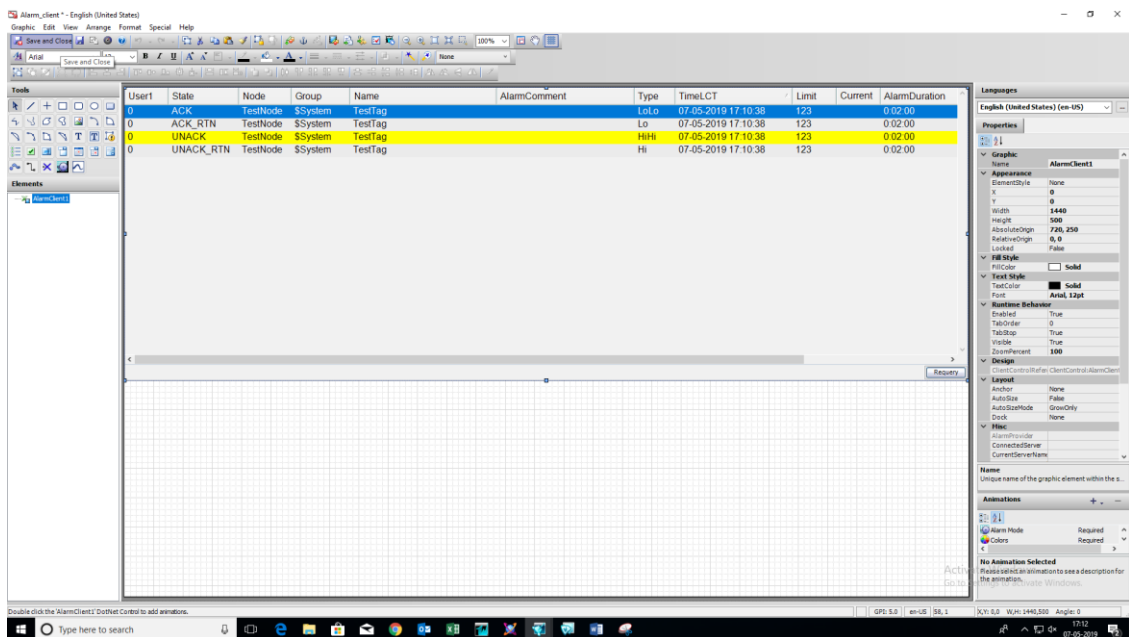 Alarm_client * - English (United States)
Graphic Edit View Arrange Format Special Help
Save and Close 100%
Arial None
Save and Close
Tools
Elements
AlarmClient1
User1 State Node Group Name AlarmComment Type TimeLCT Limit Current AlarmDuration
0 ACK TestNode $System TestTag LoLo 07-05-2019 17:10:38 123 0:02:00
0 ACK_RTN TestNode $System TestTag Lo 07-05-2019 17:10:38 123 0:02:00
0 UNACK TestNode $System TestTag HiHi 07-05-2019 17:10:38 123 0:02:00
0 UNACK_RTN TestNode $System TestTag Hi 07-05-2019 17:10:38 123 0:02:00
Requery
Languages
English (United States) (en-US)
Properties
Graphic
Name AlarmClient1
Appearance
ElementStyle None
X 0
Y 0
Width 1440
Height 500
AbsoluteOrigin 720, 250
RelativeOrigin 0, 0
Locked False
Fill Style
FillColor Solid
Text Style
TextColor Solid
Font Arial, 12pt
Runtime Behavior
Enabled True
TabOrder 0
TabStop True
Visible True
ZoomPercent 100
Design
ClientControlRefer ClientControl:AlarmClient
Layout
Anchor None
AutoSize False
AutoSizeMode GrowOnly
Dock None
Misc
AlarmProvider
ConnectedServer
CurrentServerName
Name
Unique name of the graphic element within the s...
Animations
Alarm Mode Required
Colors Required
No Animation Selected
Please select an animation to see a description for the animation.
Double click the 'AlarmClient1' DotNet Control to add animations.
GPI: 5.0 en-US 58, 1 X,Y: 0,0 W,H: 1440,500 Angle: 0
Type here to search
17:12
07-05-2019